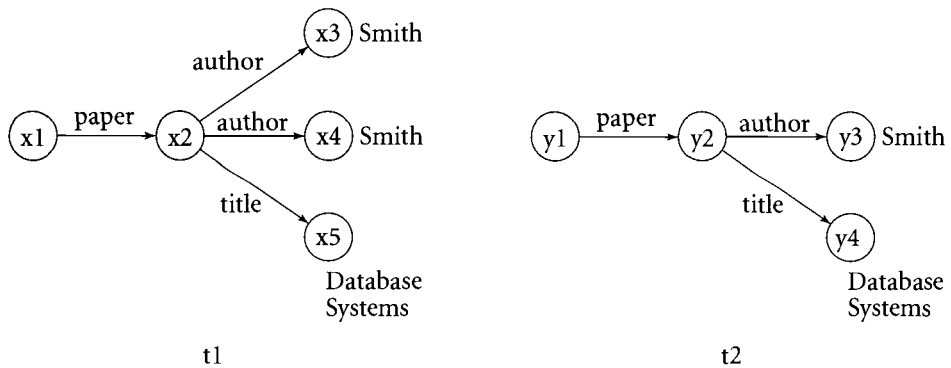 x3 Smith
author
paper
author
x1
x2
x4 Smith
title
x5
Database
Systems
t1
paper
author
y1
y2
y3 Smith
title
y4
Database
Systems
t2